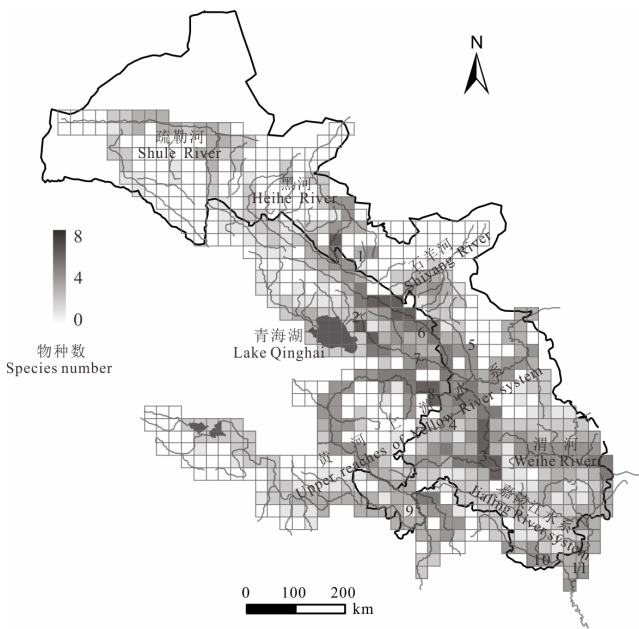 N
疏勒河
Shule River
黑河
Heihe River
1
石羊河
Shiyang River
8
4
0
物种数
Species number
青海湖
Lake Qinghai
2
6
5
7
8
黄河上游水系
Upper reaches of Yellow River system
4
3
渭河
Weihe River
嘉陵江水系
Jialing River system
9
10
11
0 100 200
km